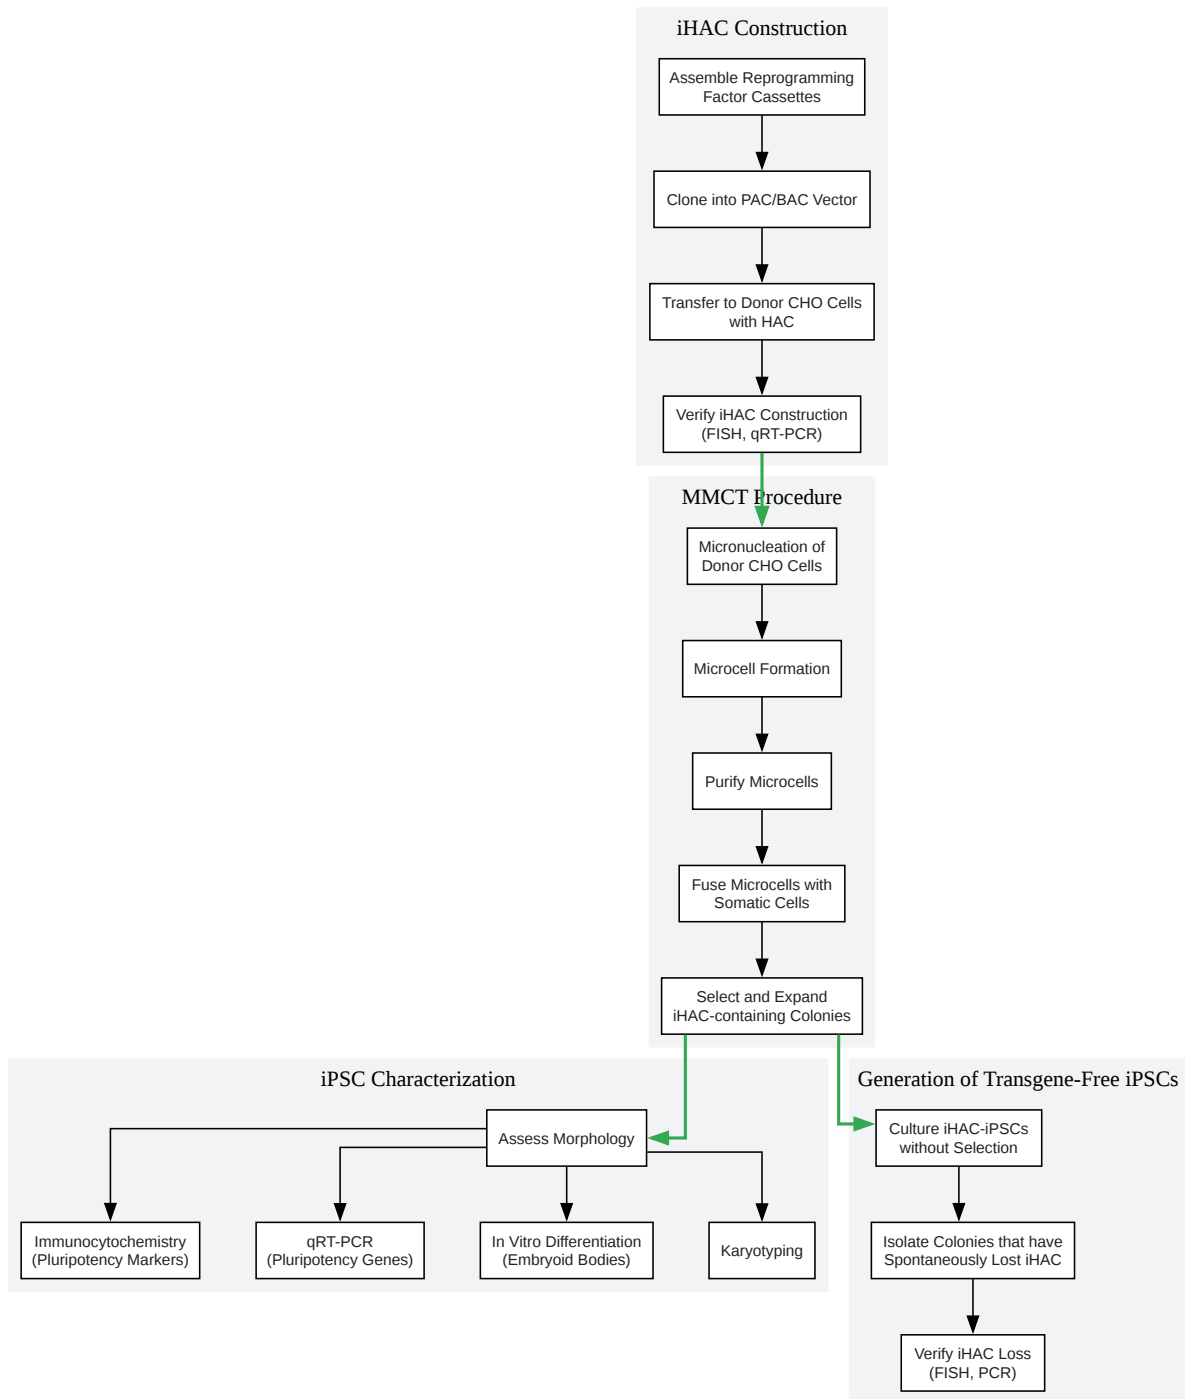 iHAC Construction
Assemble Reprogramming
Factor Cassettes
Clone into PAC/BAC Vector
Transfer to Donor CHO Cells
with HAC
Verify iHAC Construction
(FISH, qRT-PCR)
MMCT Procedure
Micronucleation of
Donor CHO Cells
Microcell Formation
Purify Microcells
Fuse Microcells with
Somatic Cells
Select and Expand
iHAC-containing Colonies
iPSC Characterization
Assess Morphology
Immunocytochemistry
(Pluripotency Markers)
qRT-PCR
(Pluripotency Genes)
In Vitro Differentiation
(Embryoid Bodies)
Karyotyping
Generation of Transgene-Free iPSCs
Culture iHAC-iPSCs
without Selection
Isolate Colonies that have
Spontaneously Lost iHAC
Verify iHAC Loss
(FISH, PCR)